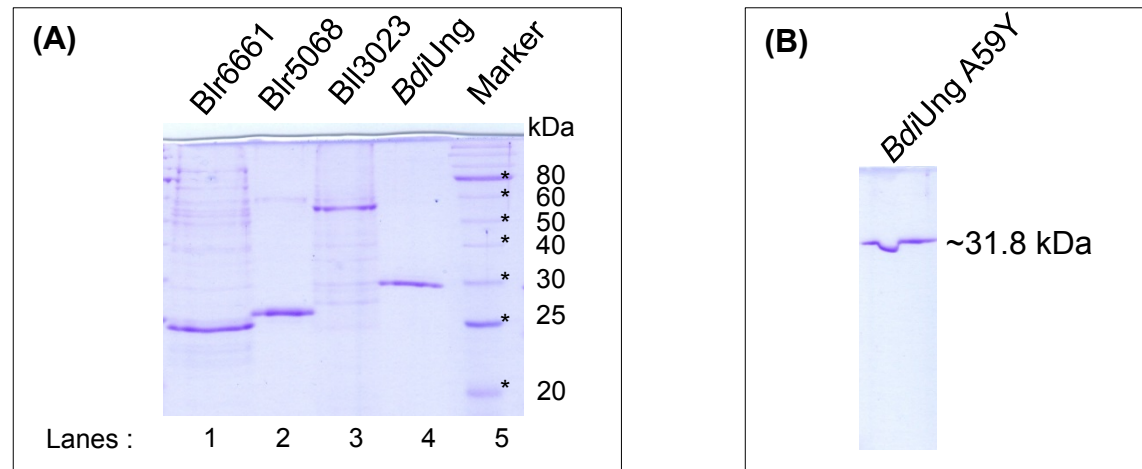 (A)
Blr6661
Blr5068
Bll3023
BdiUng
Marker
kDa
* 80
* 60
* 50
* 40
* 30
* 25
* 20
Lanes : 1 2 3 4 5
(B)
BdiUng A59Y
~31.8 kDa